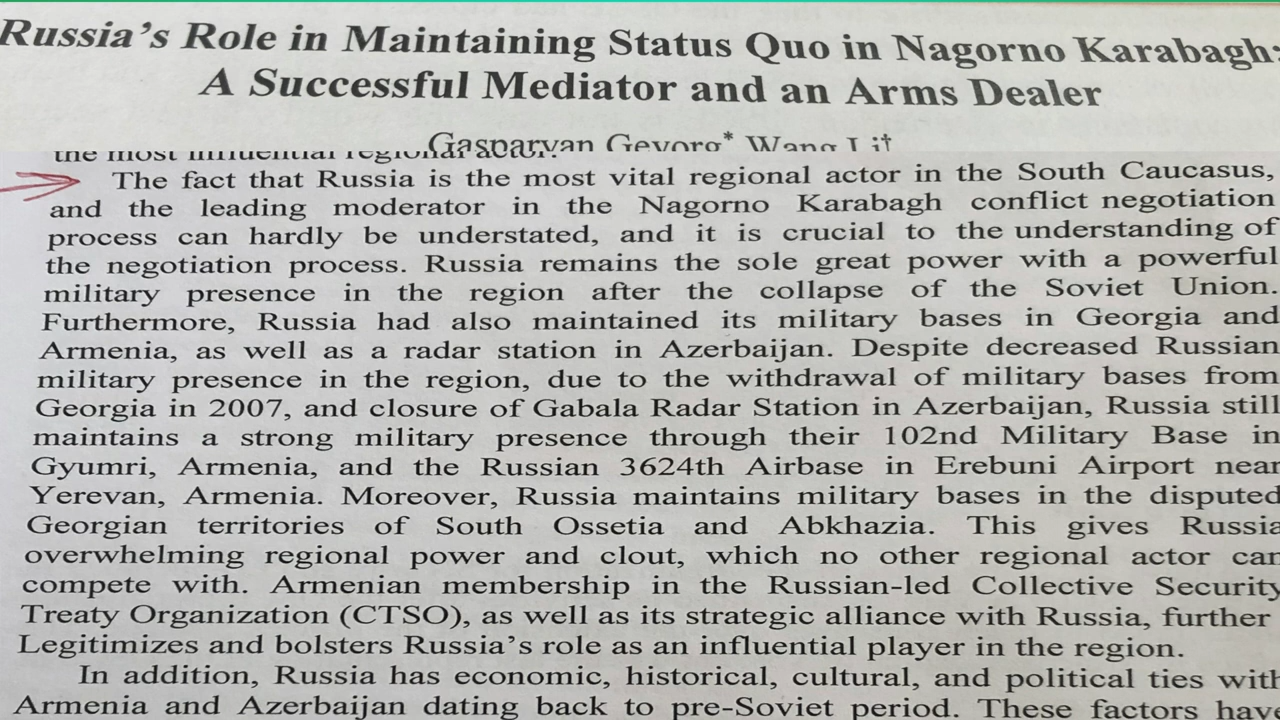 Russia's Role in Maintaining Status Quo in Nagorno Karabagh:
A Successful Mediator and an Arms Dealer
Gasparyan Gevorg* Wang Li†
the most influential regional actor.
The fact that Russia is the most vital regional actor in the South Caucasus,
and the leading moderator in the Nagorno Karabagh conflict negotiation
process can hardly be understated, and it is crucial to the understanding of
the negotiation process. Russia remains the sole great power with a powerful
military presence in the region after the collapse of the Soviet Union.
Furthermore, Russia had also maintained its military bases in Georgia and
Armenia, as well as a radar station in Azerbaijan. Despite decreased Russian
military presence in the region, due to the withdrawal of military bases from
Georgia in 2007, and closure of Gabala Radar Station in Azerbaijan, Russia still
maintains a strong military presence through their 102nd Military Base in
Gyumri, Armenia, and the Russian 3624th Airbase in Erebuni Airport near
Yerevan, Armenia. Moreover, Russia maintains military bases in the disputed
Georgian territories of South Ossetia and Abkhazia. This gives Russia
overwhelming regional power and clout, which no other regional actor can
compete with. Armenian membership in the Russian-led Collective Security
Treaty Organization (CTSO), as well as its strategic alliance with Russia, further
Legitimizes and bolsters Russia's role as an influential player in the region.
In addition, Russia has economic, historical, cultural, and political ties with
Armenia and Azerbaijan dating back to pre-Soviet period. These factors have